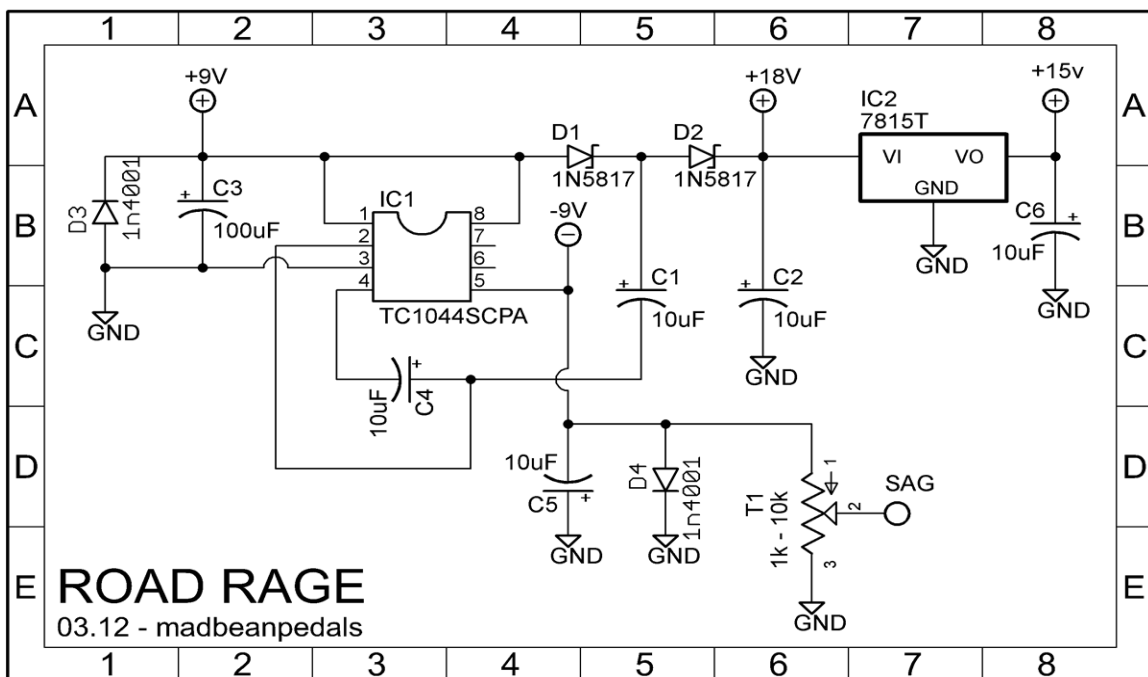 1 2 3 4 5 6 7 8
A A
+9V
+18V
+15v
IC2
7815T
D1
D2
VI VO
GND
1N5817
1N5817
B B
D3
1n4001
+
C3
100uF
IC1
1 8
2 7
3 6
4 5
TC1044SCPA
-9V
C6
+
10uF
GND
GND
GND
C C
+
C1
10uF
+
C2
10uF
GND
10uF
C4
+
D D
10uF
C5
+
GND
D4
1n4001
GND
T1
1k - 10k
1
2
3
SAG
GND
E E
ROAD RAGE
03.12 - madbeanpedals
1 2 3 4 5 6 7 8